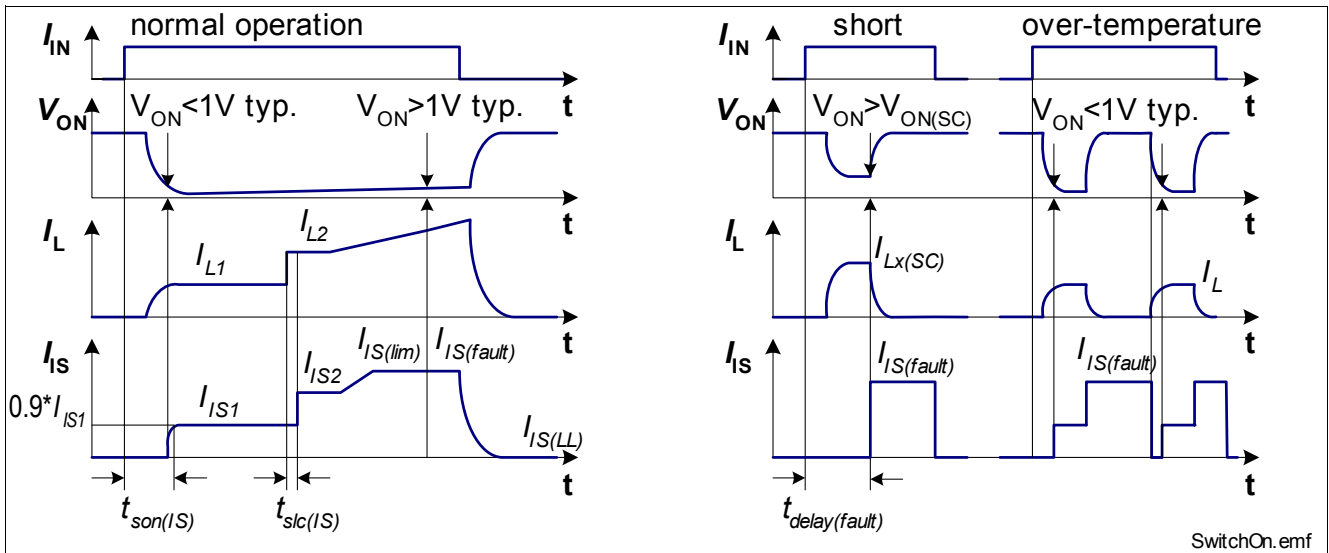 normal operation
short
over-temperature
I_IN
t
I_IN
t
V_ON
V_ON<1V typ.
V_ON>1V typ.
t
V_ON
V_ON>V_ON(SC)
V_ON<1V typ.
t
I_L
I_L1
I_L2
t
I_L
I_Lx(SC)
I_L
t
I_IS
0.9*I_IS1
I_IS1
I_IS2
I_IS(lim)
I_IS(fault)
I_IS(LL)
t
I_IS
I_IS(fault)
I_IS(fault)
t
t_son(IS)
t_slc(IS)
t_delay(fault)
SwitchOn.emf